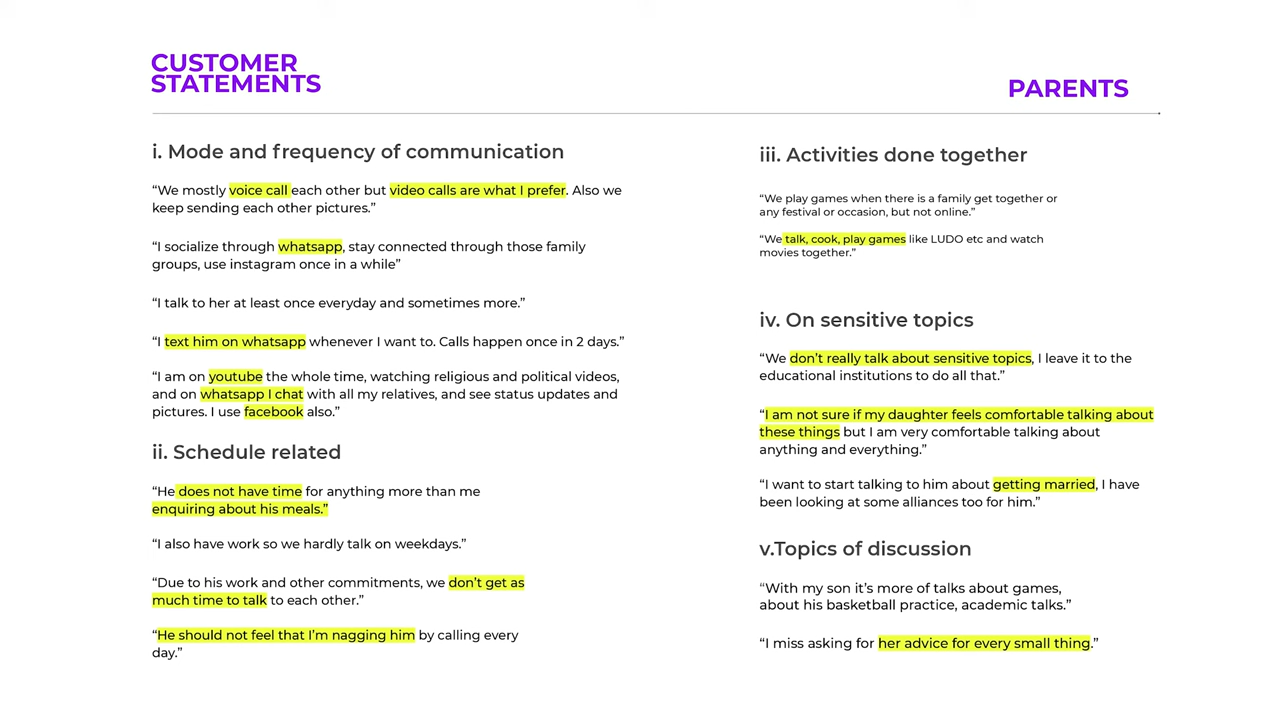 CUSTOMER
STATEMENTS
PARENTS
i. Mode and frequency of communication
“We mostly voice call each other but video calls are what I prefer. Also we
keep sending each other pictures.”
“I socialize through whatsapp, stay connected through those family
groups, use instagram once in a while”
“I talk to her at least once everyday and sometimes more.”
“I text him on whatsapp whenever I want to. Calls happen once in 2 days.”
“I am on youtube the whole time, watching religious and political videos,
and on whatsapp I chat with all my relatives, and see status updates and
pictures. I use facebook also.”
ii. Schedule related
“He does not have time for anything more than me
enquiring about his meals.”
“I also have work so we hardly talk on weekdays.”
“Due to his work and other commitments, we don’t get as
much time to talk to each other.”
“He should not feel that I’m nagging him by calling every
day.”
iii. Activities done together
“We play games when there is a family get together or
any festival or occasion, but not online.”
“We talk, cook, play games like LUDO etc and watch
movies together.”
iv. On sensitive topics
“We don’t really talk about sensitive topics, I leave it to the
educational institutions to do all that.”
“I am not sure if my daughter feels comfortable talking about
these things but I am very comfortable talking about
anything and everything.”
“I want to start talking to him about getting married, I have
been looking at some alliances too for him.”
v.Topics of discussion
“With my son it’s more of talks about games,
about his basketball practice, academic talks.”
“I miss asking for her advice for every small thing.”